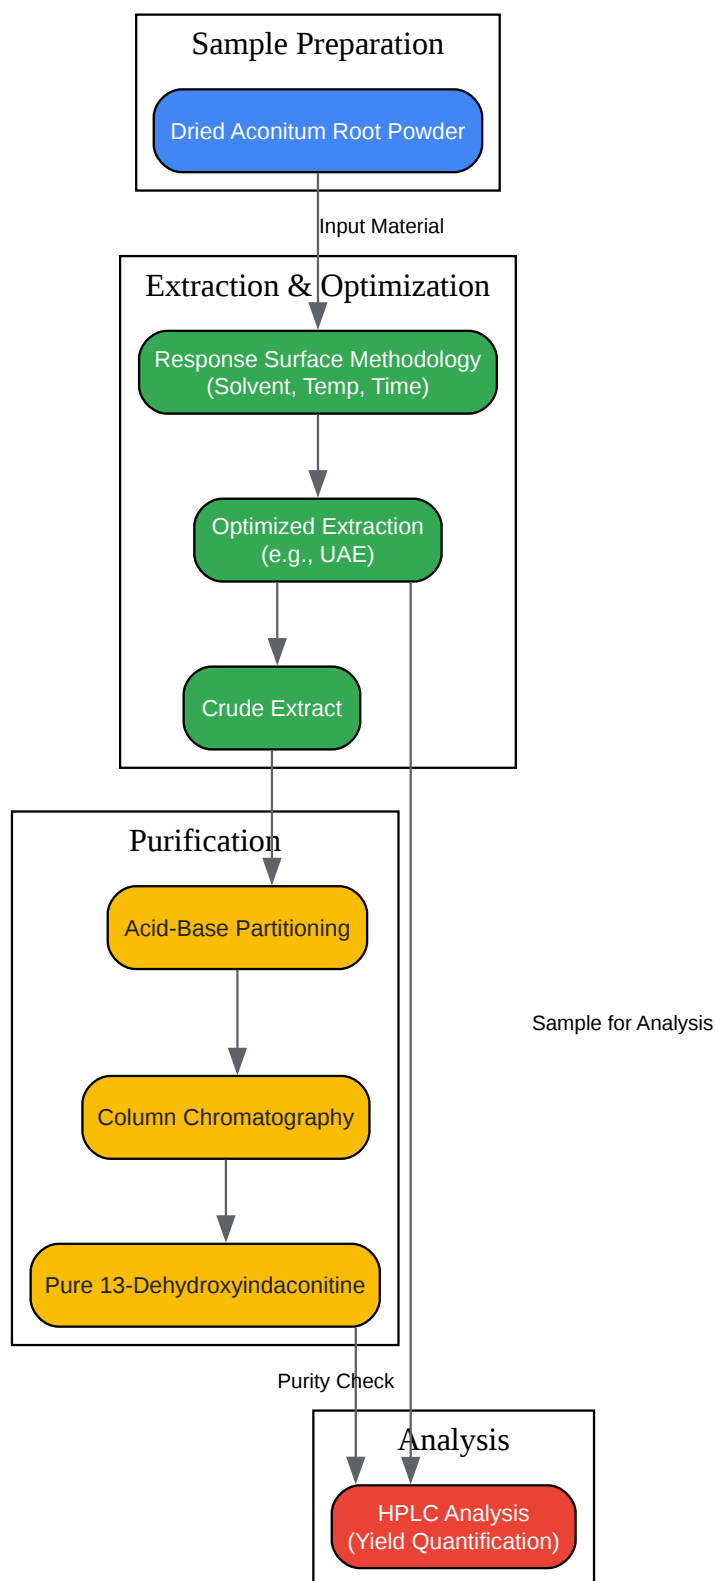 Sample Preparation
Dried Aconitum Root Powder
Input Material
Extraction & Optimization
Response Surface Methodology
(Solvent, Temp, Time)
Optimized Extraction
(e.g., UAE)
Crude Extract
Purification
Acid-Base Partitioning
Sample for Analysis
Column Chromatography
Pure 13-Dehydroxyindaconitine
Purity Check
Analysis
HPLC Analysis
(Yield Quantification)